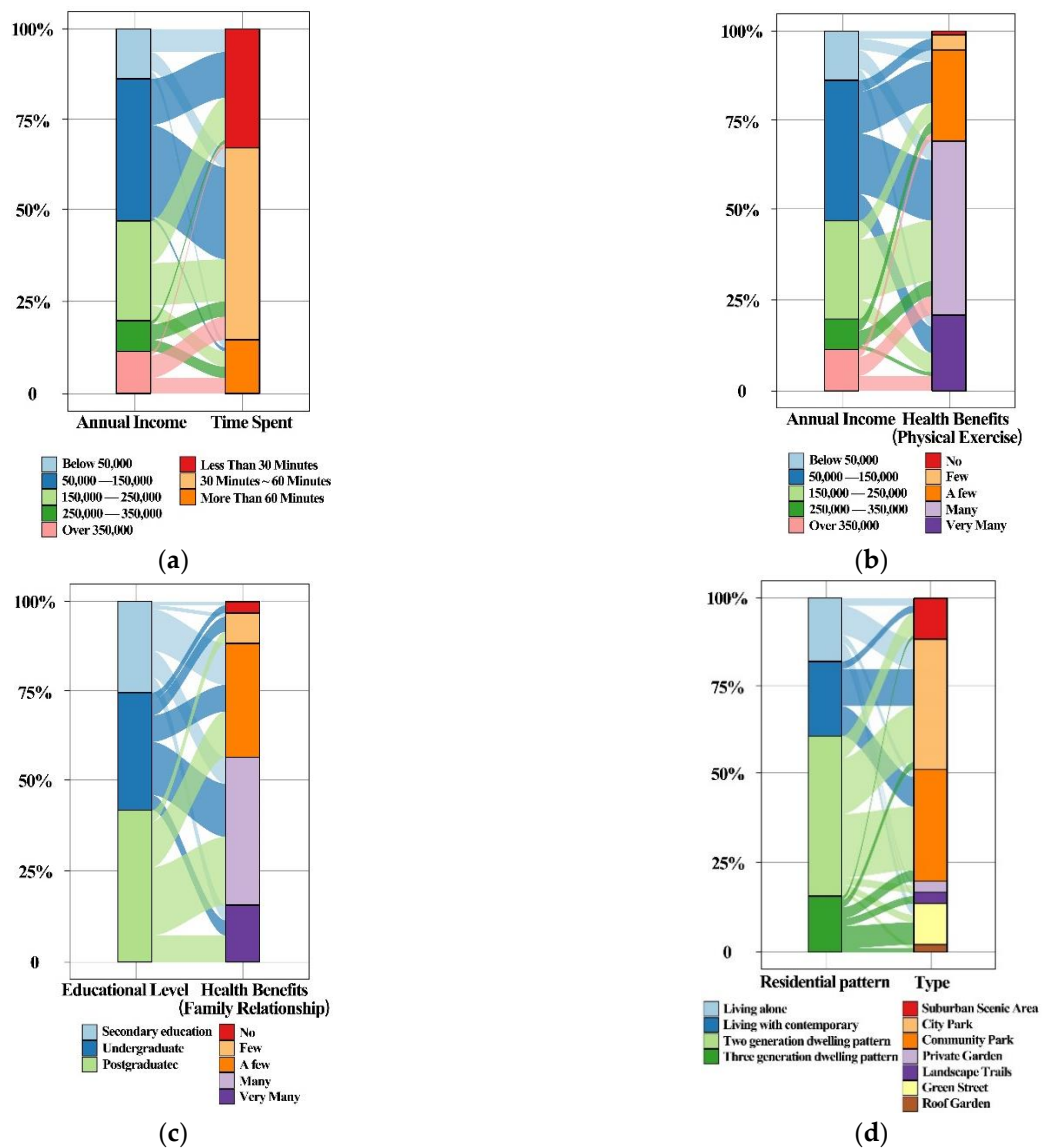 100%
75%
50%
25%
0
Annual Income Time Spent
Below 50,000 Less Than 30 Minutes
50,000 —150,000 30 Minutes ~ 60 Minutes
150,000 — 250,000 More Than 60 Minutes
250,000 — 350,000
Over 350,000
(a)
100%
75%
50%
25%
0
Annual Income Health Benefits
(Physical Exercise)
Below 50,000 No
50,000 —150,000 Few
150,000 — 250,000 A few
250,000 — 350,000 Many
Over 350,000 Very Many
(b)
100%
75%
50%
25%
0
Educational Level Health Benefits
(Family Relationship)
Secondary education No
Undergraduate Few
Postgraduatec A few
Many
Very Many
(c)
100%
75%
50%
25%
0
Residential pattern Type
Living alone Suburban Scenic Area
Living with contemporary City Park
Two generation dwelling pattern Community Park
Three generation dwelling pattern Private Garden
Landscape Trails
Green Street
Roof Garden
(d)